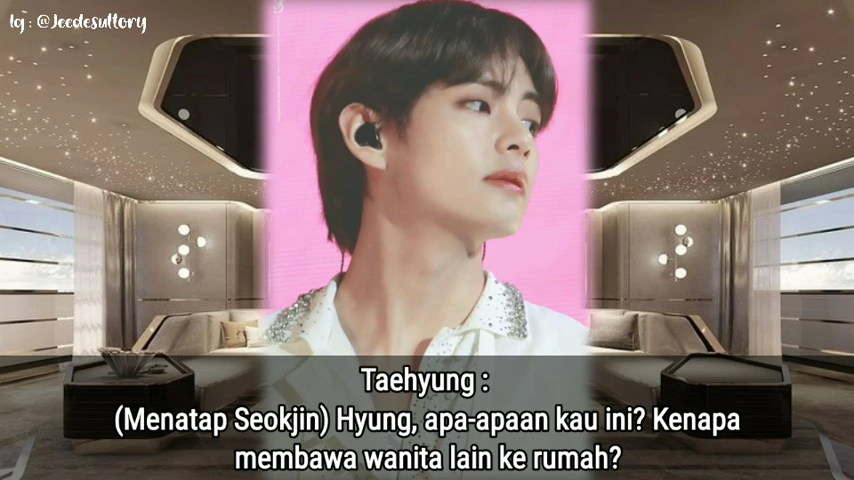 Ig : @Jeedesultory
Taehyung :
(Menatap Seokjin) Hyung, apa-apaan kau ini? Kenapa
membawa wanita lain ke rumah?